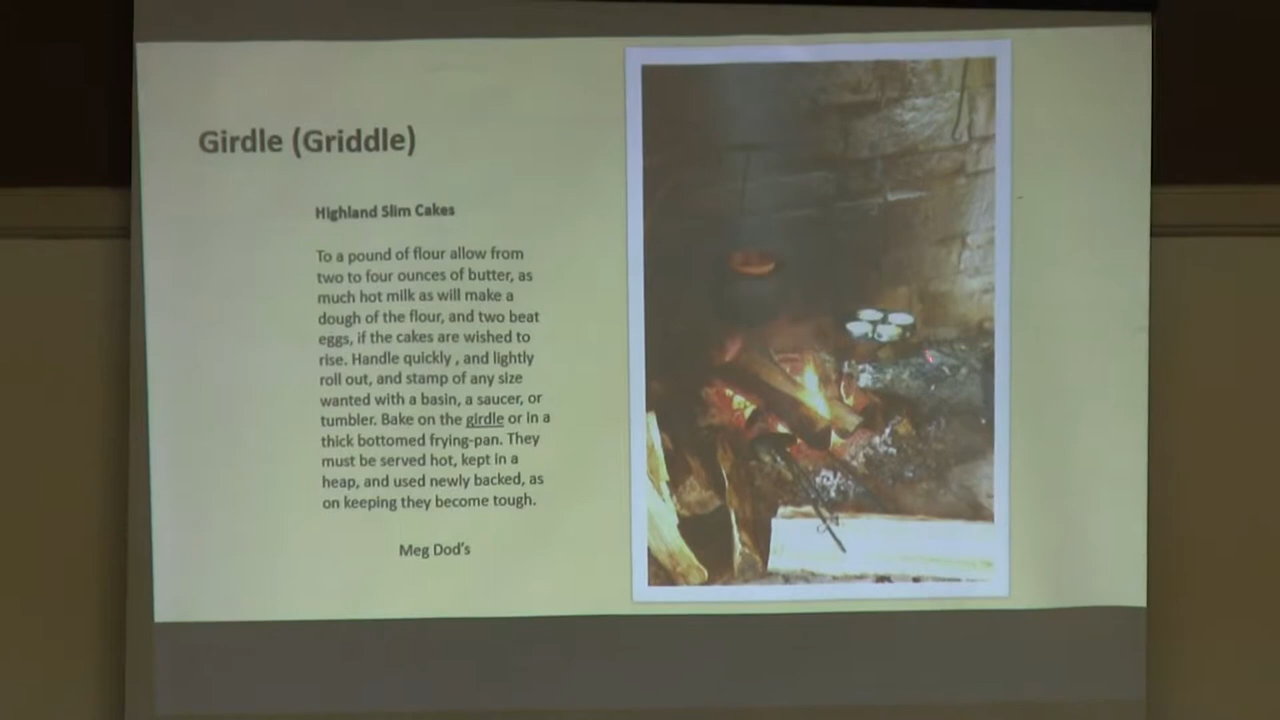 Girdle (Griddle)
Highland Slim Cakes
To a pound of flour allow from
two to four ounces of butter, as
much hot milk as will make a
dough of the flour, and two beat
eggs, if the cakes are wished to
rise. Handle quickly , and lightly
roll out, and stamp of any size
wanted with a basin, a saucer, or
tumbler. Bake on the girdle or in a
thick bottomed frying-pan. They
must be served hot, kept in a
heap, and used newly backed, as
on keeping they become tough.
Meg Dod's